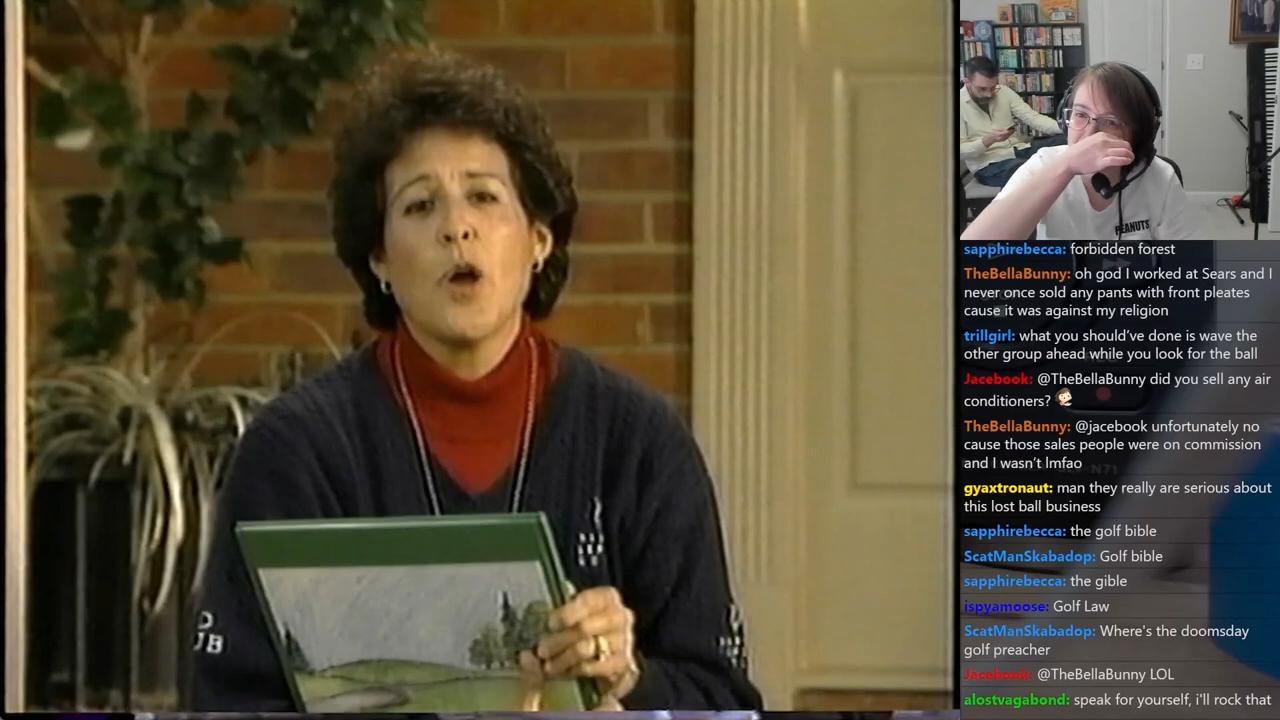 PEANUTS
sapphirebecca: forbidden forest
TheBellaBunny: oh god I worked at Sears and I
never once sold any pants with front pleates
cause it was against my religion
trillgirl: what you should've done is wave the
other group ahead while you look for the ball
Jacebook: @TheBellaBunny did you sell any air
conditioners?
TheBellaBunny: @jacebook unfortunately no
cause those sales people were on commission
and I wasn't lmfao
gyaxtronaut: man they really are serious about
this lost ball business
sapphirebecca: the golf bible
ScatManSkabadop: Golf bible
sapphirebecca: the gible
ispyamoose: Golf Law
ScatManSkabadop: Where's the doomsday
golf preacher
Jacebook: @TheBellaBunny LOL
alostvagabond: speak for yourself, i'll rock that